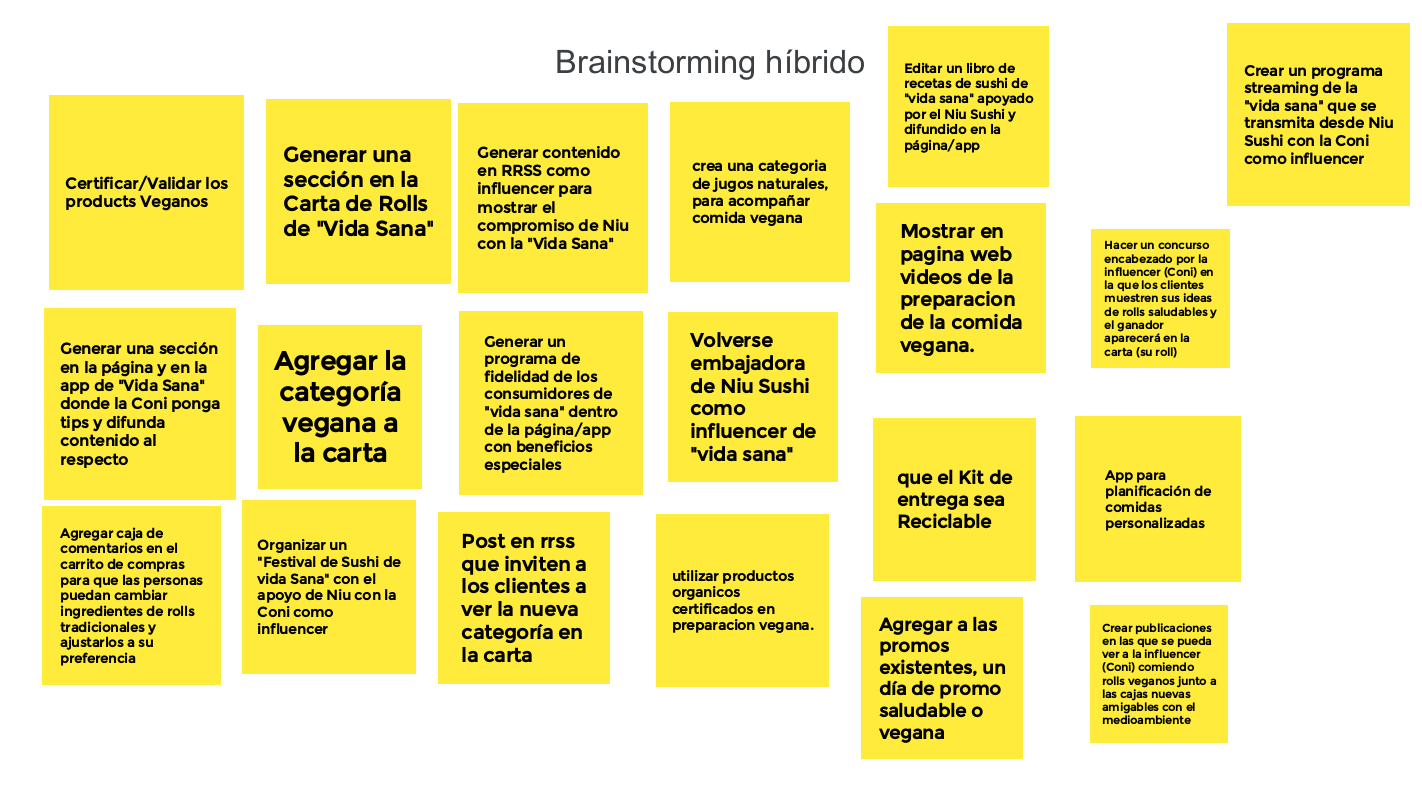 Brainstorming híbrido
Certificar/Validar los
products Veganos
Generar una
sección en la
Carta de Rolls
de "Vida Sana"
Generar contenido
en RRSS como
influencer para
mostrar el
compromiso de Niu
con la "Vida Sana"
crea una categoria
de jugos naturales,
para acompañar
comida vegana
Editar un libro de
recetas de sushi de
"vida sana" apoyado
por el Niu Sushi y
difundido en la
página/app
Crear un programa
streaming de la
"vida sana" que se
transmita desde Niu
Sushi con la Coni
como influencer
Mostrar en
pagina web
videos de la
preparacion
de la comida
vegana.
Hacer un concurso
encabezado por la
influencer (Coni) en
la que los clientes
muestren sus ideas
de rolls saludables y
el ganador
aparecerá en la
carta (su roll)
Generar una sección
en la página y en la
app de "Vida Sana"
donde la Coni ponga
tips y difunda
contenido al
respecto
Agregar la
categoría
vegana a
la carta
Generar un
programa de
fidelidad de los
consumidores de
"vida sana" dentro
de la página/app
con beneficios
especiales
Volverse
embajadora
de Niu Sushi
como
influencer de
"vida sana"
que el Kit de
entrega sea
Reciclable
App para
planificación de
comidas
personalizadas
Agregar caja de
comentarios en el
carrito de compras
para que las personas
puedan cambiar
ingredientes de rolls
tradicionales y
ajustarlos a su
preferencia
Organizar un
"Festival de Sushi de
vida Sana" con el
apoyo de Niu con la
Coni como
influencer
Post en rrss
que inviten a
los clientes a
ver la nueva
categoría en
la carta
utilizar productos
organicos
certificados en
preparacion vegana.
Agregar a las
promos
existentes, un
día de promo
saludable o
vegana
Crear publicaciones
en las que se pueda
ver a la influencer
(Coni) comiendo
rolls veganos junto a
las cajas nuevas
amigables con el
medioambiente